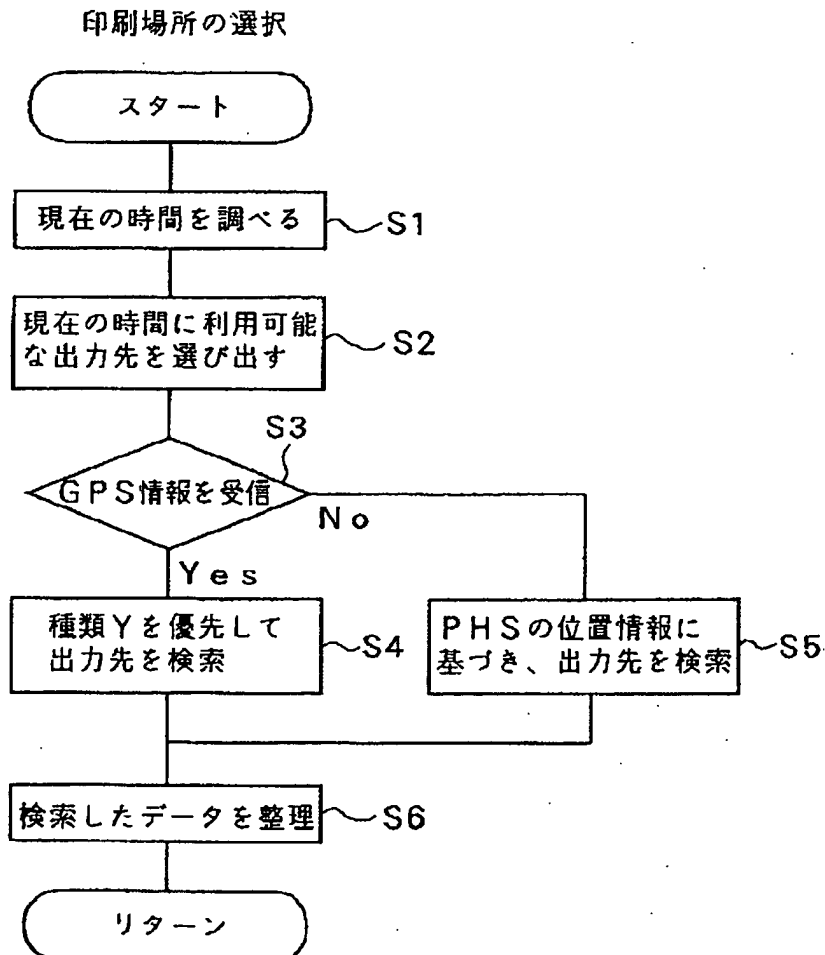 印刷場所の選択
スタート
現在の時間を調べる
S1
現在の時間に利用可能
な出力先を選び出す
S2
S3
GPS情報を受信
No
Yes
種類Yを優先して
出力先を検索
S4
PHSの位置情報に
基づき、出力先を検索
S5
検索したデータを整理
S6
リターン